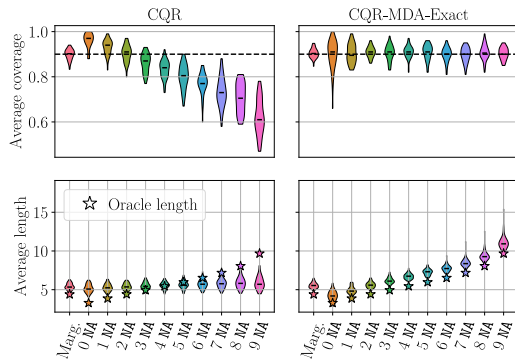 CQR
CQR-MDA-Exact
Average coverage
1.0
0.8
0.6
Average length
15
10
5
Oracle length
Marg.
0 NA
1 NA
2 NA
3 NA
4 NA
5 NA
6 NA
7 NA
8 NA
9 NA
Marg.
0 NA
1 NA
2 NA
3 NA
4 NA
5 NA
6 NA
7 NA
8 NA
9 NA